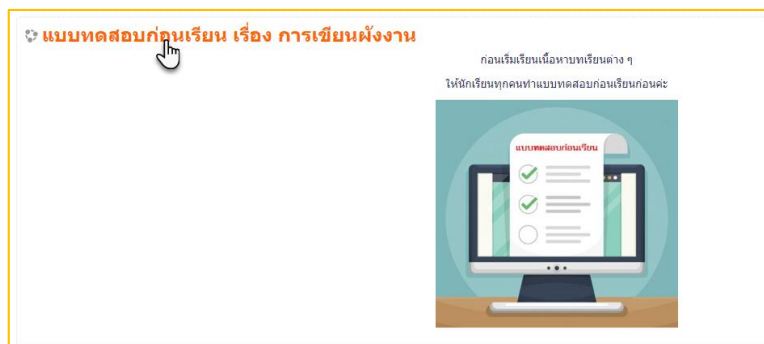 แบบทดสอบก่อนเรียน เรื่อง การเขียนผังงาน
ก่อนเริ่มเรียนเนื้อหาบทเรียนต่าง ๆ
ให้นักเรียนทุกคนทำแบบทดสอบก่อนเรียนก่อนค่ะ
แบบทดสอบก่อนเรียน